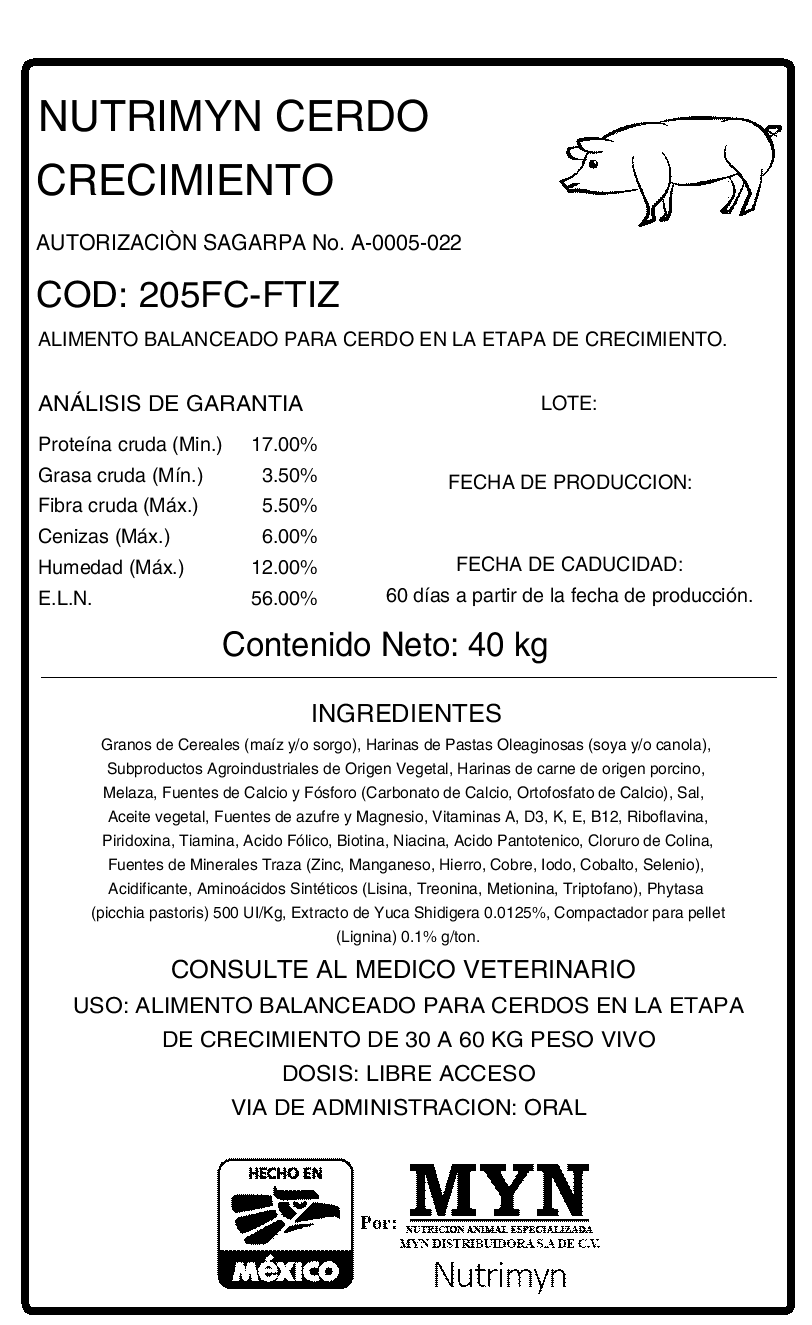 NUTRIMYN CERDO
CRECIMIENTO
AUTORIZACIÒN SAGARPA No. A-0005-022
COD: 205FC-FTIZ
ALIMENTO BALANCEADO PARA CERDO EN LA ETAPA DE CRECIMIENTO.
ANÁLISIS DE GARANTIA
Proteína cruda (Min.) 17.00%
Grasa cruda (Mín.) 3.50%
Fibra cruda (Máx.) 5.50%
Cenizas (Máx.) 6.00%
Humedad (Máx.) 12.00%
E.L.N. 56.00%
LOTE:
FECHA DE PRODUCCION:
FECHA DE CADUCIDAD:
60 días a partir de la fecha de producción.
Contenido Neto: 40 kg
INGREDIENTES
Granos de Cereales (maíz y/o sorgo), Harinas de Pastas Oleaginosas (soya y/o canola),
Subproductos Agroindustriales de Origen Vegetal, Harinas de carne de origen porcino,
Melaza, Fuentes de Calcio y Fósforo (Carbonato de Calcio, Ortofosfato de Calcio), Sal,
Aceite vegetal, Fuentes de azufre y Magnesio, Vitaminas A, D3, K, E, B12, Riboflavina,
Piridoxina, Tiamina, Acido Fólico, Biotina, Niacina, Acido Pantotenico, Cloruro de Colina,
Fuentes de Minerales Traza (Zinc, Manganeso, Hierro, Cobre, Iodo, Cobalto, Selenio),
Acidificante, Aminoácidos Sintéticos (Lisina, Treonina, Metionina, Triptofano), Phytasa
(picchia pastoris) 500 UI/Kg, Extracto de Yuca Shidigera 0.0125%, Compactador para pellet
(Lignina) 0.1% g/ton.
CONSULTE AL MEDICO VETERINARIO
USO: ALIMENTO BALANCEADO PARA CERDOS EN LA ETAPA
DE CRECIMIENTO DE 30 A 60 KG PESO VIVO
DOSIS: LIBRE ACCESO
VIA DE ADMINISTRACION: ORAL
HECHO EN
MéXICO
Por:
MYN
NUTRICION ANIMAL ESPECIALIZADA
MYN DISTRIBUIDORA S.A DE C.V.
Nutrimyn